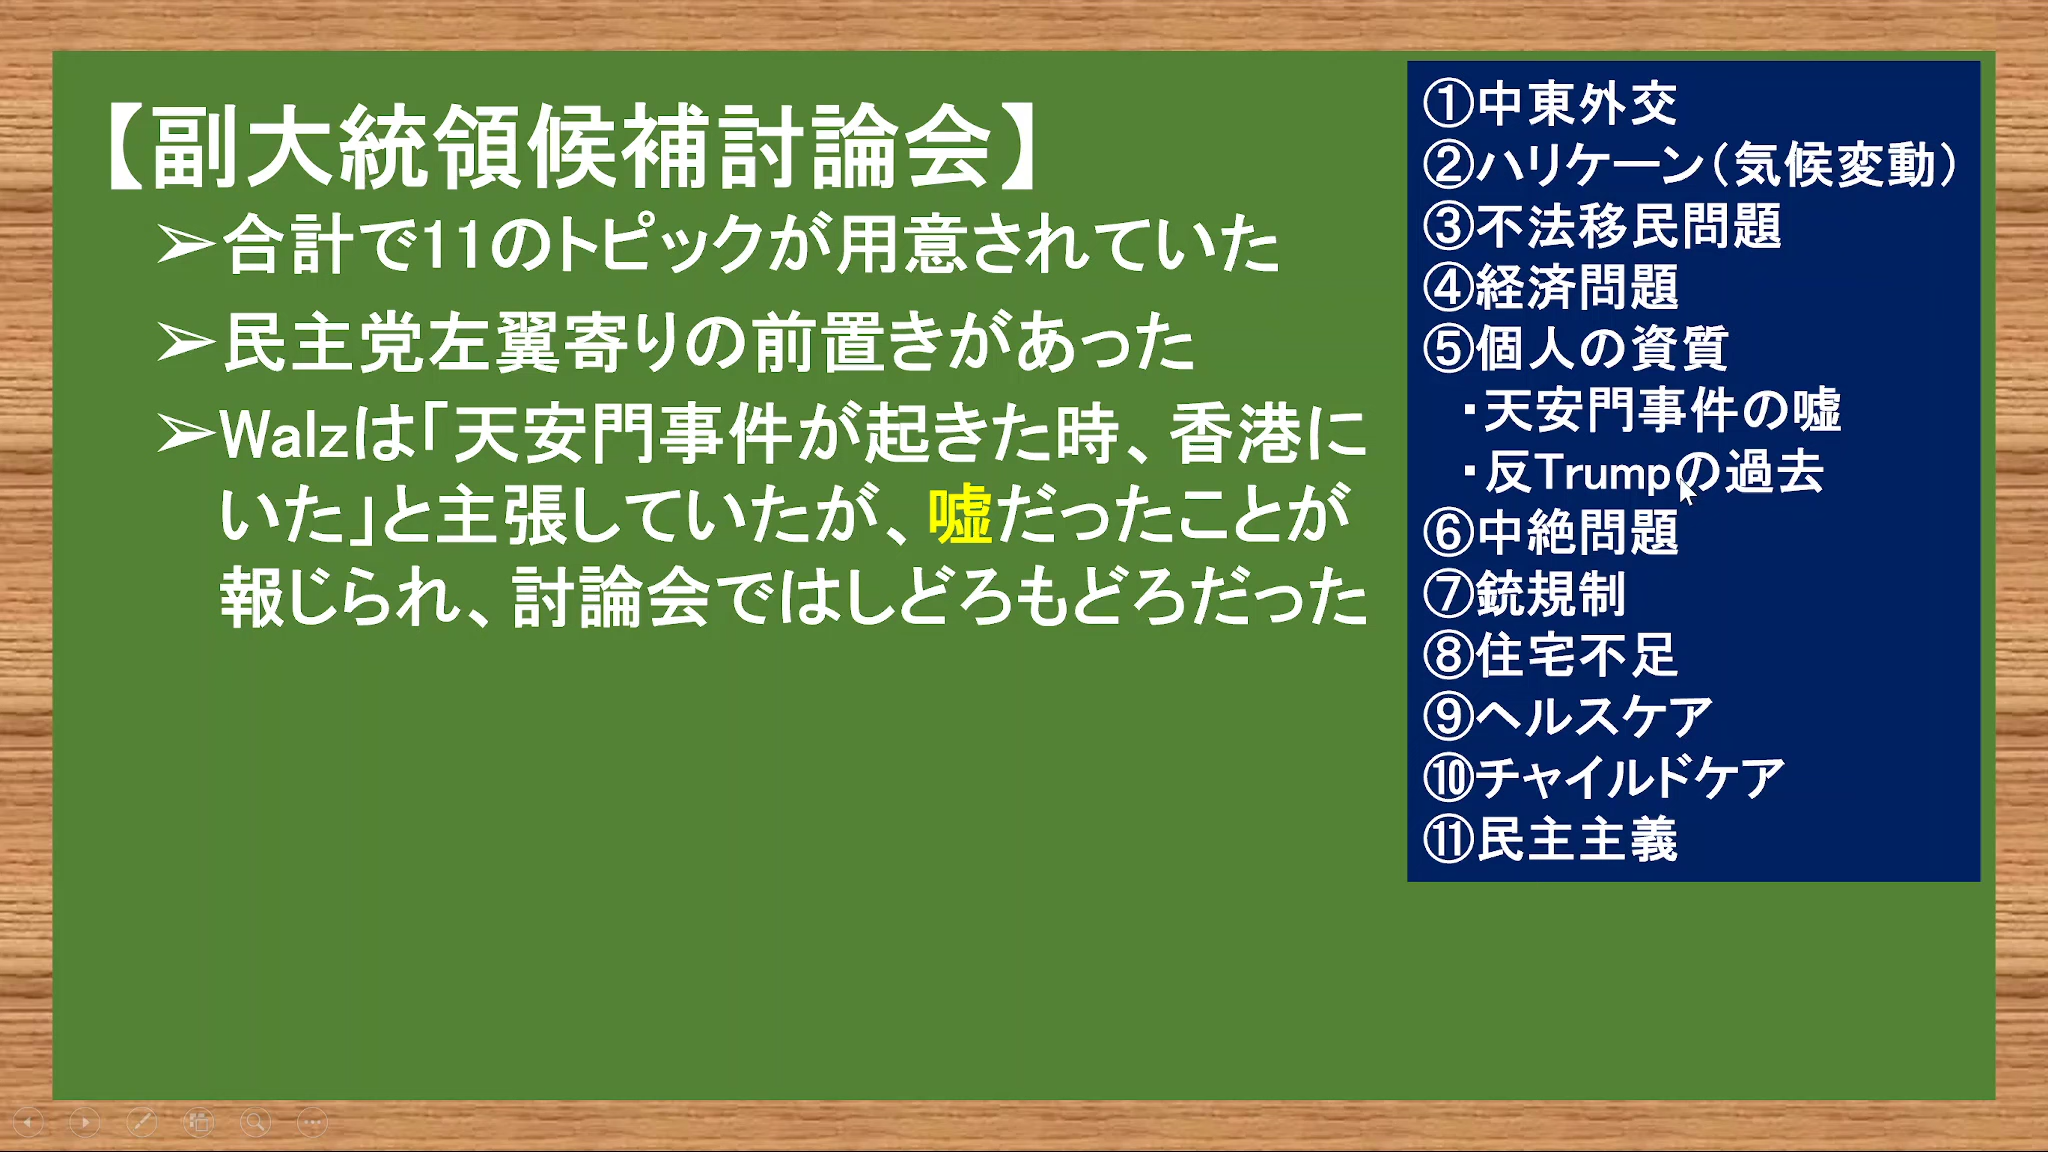 【副大統領候補討論会】
➢合計で11のトピックが用意されていた
➢民主党左翼寄りの前置きがあった
➢Walzは「天安門事件が起きた時、香港に
いた」と主張していたが、嘘だったことが
報じられ、討論会ではしどろもどろだった
①中東外交
②ハリケーン（気候変動）
③不法移民問題
④経済問題
⑤個人の資質
・天安門事件の嘘
・反Trumpの過去
⑥中絶問題
⑦銃規制
⑧住宅不足
⑨ヘルスケア
⑩チャイルドケア
⑪民主主義